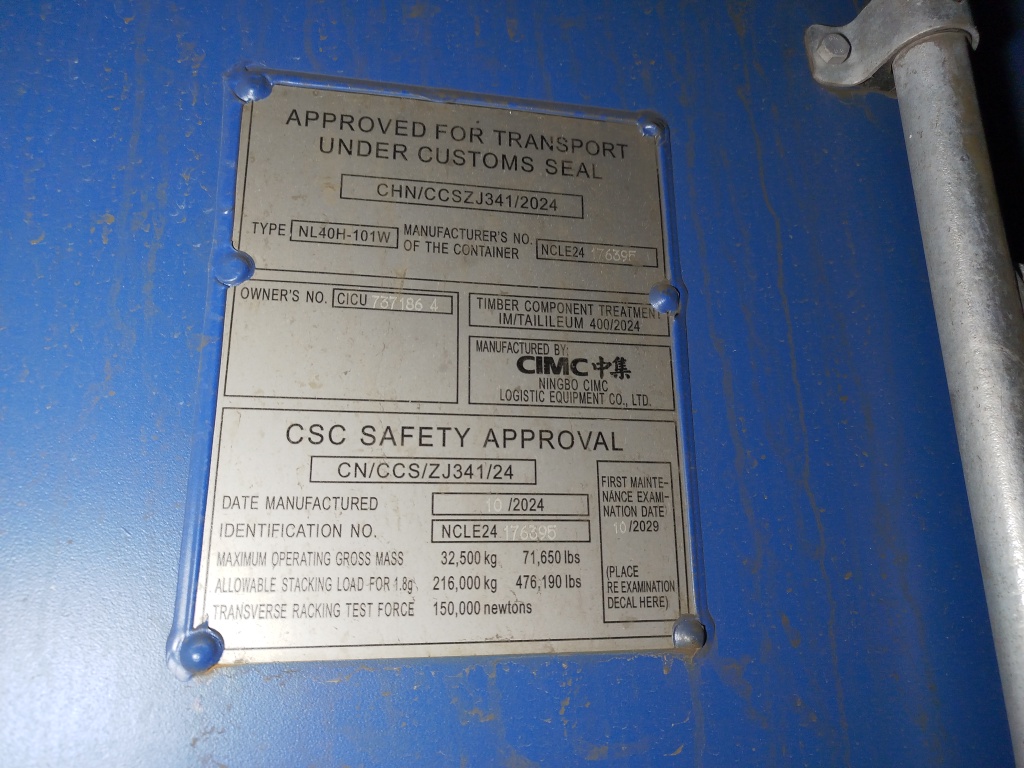 APPROVED FOR TRANSPORT
UNDER CUSTOMS SEAL
CHN/CCSZJ341/2024
TYPE NL40H-101W
MANUFACTURER'S NO.
OF THE CONTAINER
NCLE24 176395
OWNER'S NO. CICU 737186 4
TIMBER COMPONENT TREATMENT
IM/TAILILEUM 400/2024
MANUFACTURED BY:
CIMC 中集
NINGBO CIMC
LOGISTIC EQUIPMENT CO., LTD.
CSC SAFETY APPROVAL
CN/CCS/ZJ341/24
DATE MANUFACTURED 10 /2024
IDENTIFICATION NO. NCLE24 176395
MAXIMUM OPERATING GROSS MASS 32,500 kg 71,650 lbs
ALLOWABLE STACKING LOAD FOR 1.8g 216,000 kg 476,190 lbs
TRANSVERSE RACKING TEST FORCE 150,000 newtons
FIRST MAINTE-
NANCE EXAMI-
NATION DATE
10 /2029
(PLACE
RE EXAMINATION
DECAL HERE)